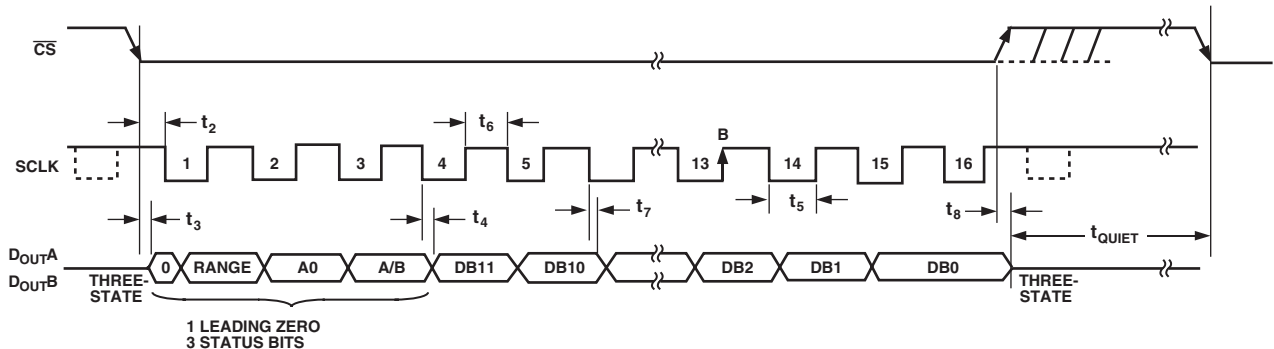 CS
t2
t6
B
SCLK
1 2 3 4 5 13 14 15 16
t3
t4
t7
t5
t8
tQUIET
DOUTA
DOUTB
THREE-
STATE
0 RANGE A0 A/B DB11 DB10 DB2 DB1 DB0
THREE-
STATE
1 LEADING ZERO
3 STATUS BITS